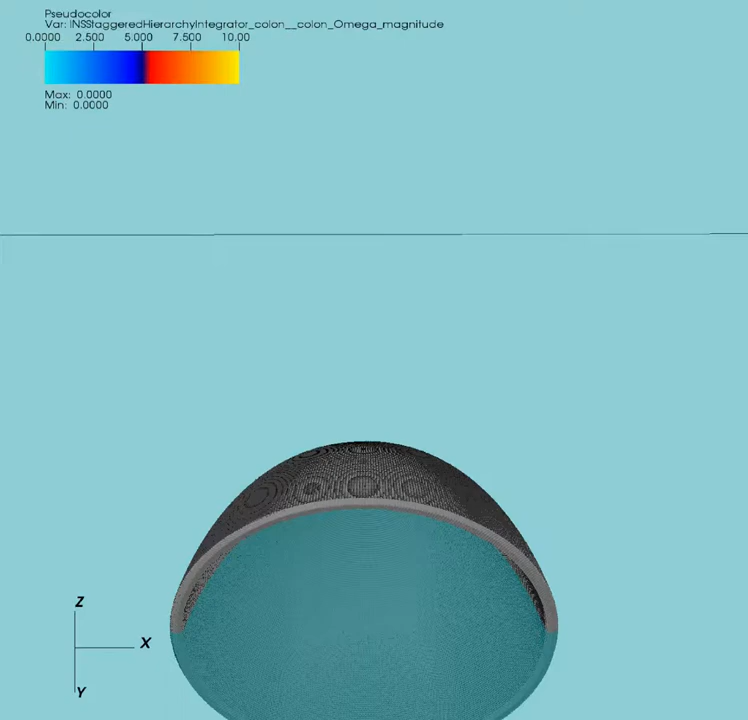 Pseudocolor
Var: INSStaggeredHierarchyIntegrator_colon__colon_Omega_magnitude
0.0000 2.500 5.000 7.500 10.00
Max: 0.0000
Min: 0.0000
Z
X
Y